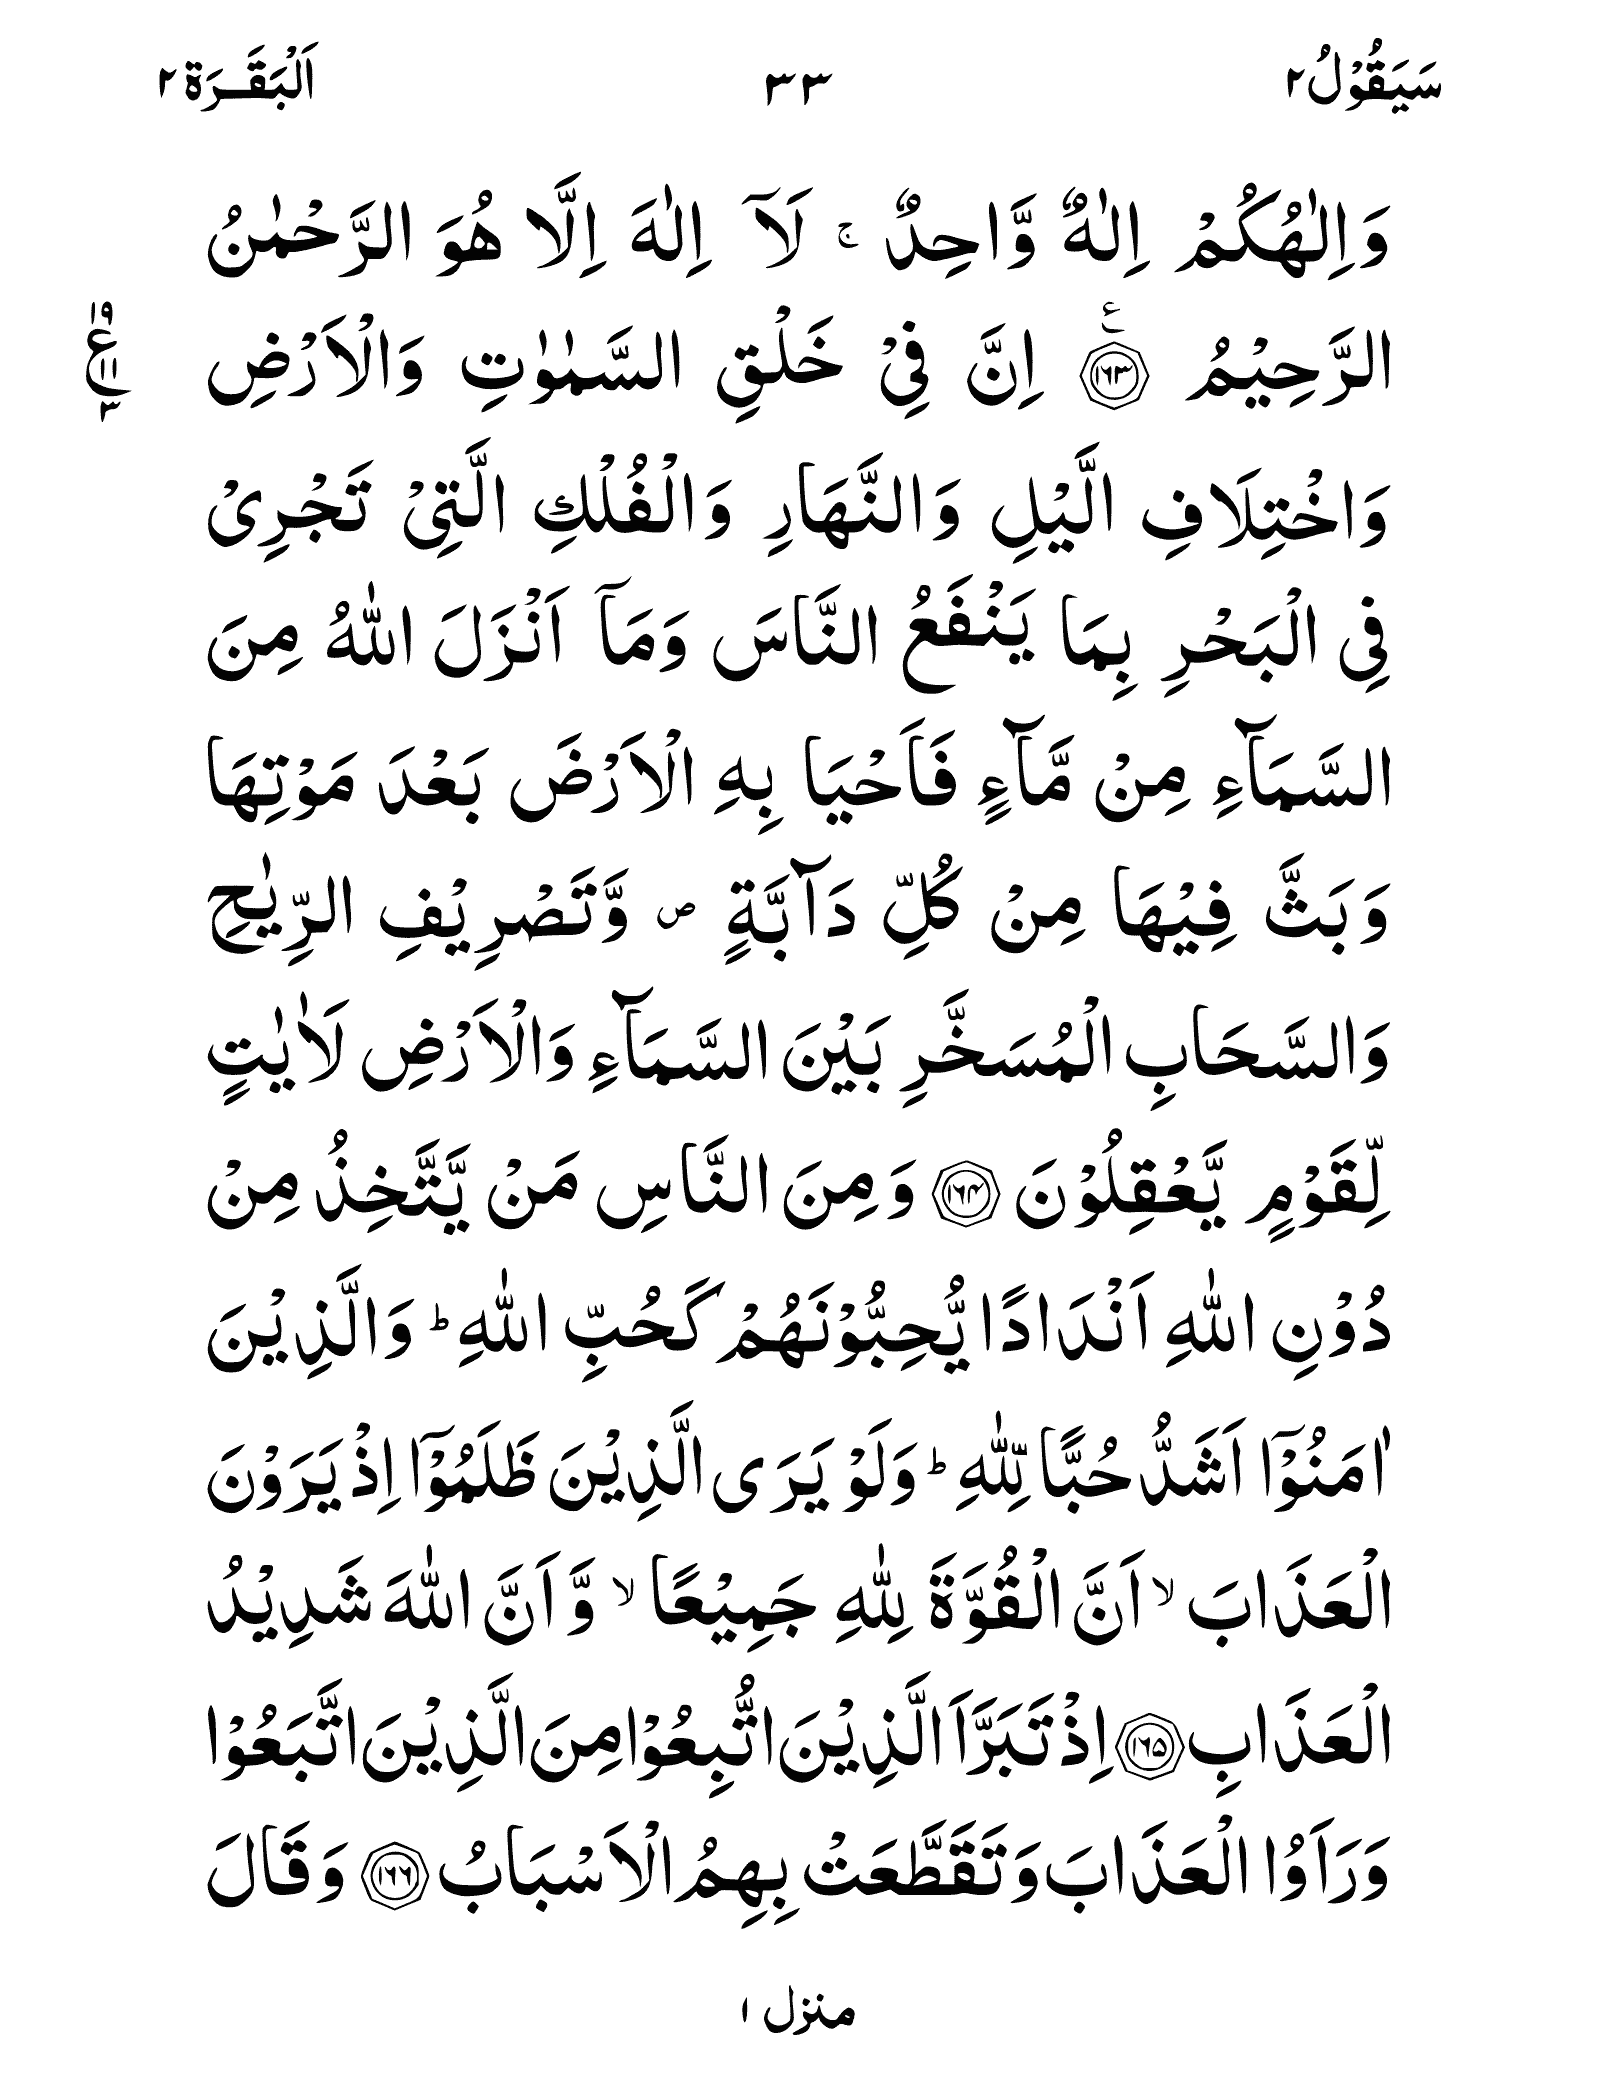 سَيَقُوْلُ ٢ ٣٣ اَلْبَقَرَة ٢
وَاِلٰهُكُمْ اِلٰهٌ وَّاحِدٌ ۚ لَاۤ اِلٰهَ اِلَّا هُوَ الرَّحْمٰنُ
الرَّحِيْمُ ﴿١٦٣﴾ۧ اِنَّ فِيْ خَلْقِ السَّمٰوٰتِ وَالْاَرْضِ
١٩ ع ١١ ٣
وَاخْتِلَافِ الَّيْلِ وَالنَّهَارِ وَالْفُلْكِ الَّتِيْ تَجْرِيْ
فِي الْبَحْرِ بِمَا يَنْفَعُ النَّاسَ وَمَاۤ اَنْزَلَ اللّٰهُ مِنَ
السَّمَآءِ مِنْ مَّآءٍ فَاَحْيَا بِهِ الْاَرْضَ بَعْدَ مَوْتِهَا
وَبَثَّ فِيْهَا مِنْ كُلِّ دَآبَّةٍ ص وَّتَصْرِيْفِ الرِّيٰحِ
وَالسَّحَابِ الْمُسَخَّرِ بَيْنَ السَّمَآءِ وَالْاَرْضِ لَاٰيٰتٍ
لِّقَوْمٍ يَّعْقِلُوْنَ ﴿١٦٤﴾ وَمِنَ النَّاسِ مَنْ يَّتَّخِذُ مِنْ
دُوْنِ اللّٰهِ اَنْدَادًا يُّحِبُّوْنَهُمْ كَحُبِّ اللّٰهِ ؕ وَالَّذِيْنَ
اٰمَنُوْۤا اَشَدُّ حُبًّا لِّلّٰهِ ؕ وَلَوْ يَرَى الَّذِيْنَ ظَلَمُوْۤا اِذْ يَرَوْنَ
الْعَذَابَ ۙ اَنَّ الْقُوَّةَ لِلّٰهِ جَمِيْعًا ۙ وَّاَنَّ اللّٰهَ شَدِيْدُ
الْعَذَابِ ﴿١٦٥﴾ اِذْ تَبَرَّاَ الَّذِيْنَ اتُّبِعُوْا مِنَ الَّذِيْنَ اتَّبَعُوْا
وَرَاَوُا الْعَذَابَ وَتَقَطَّعَتْ بِهِمُ الْاَسْبَابُ ﴿١٦٦﴾ وَقَالَ
منزل ١